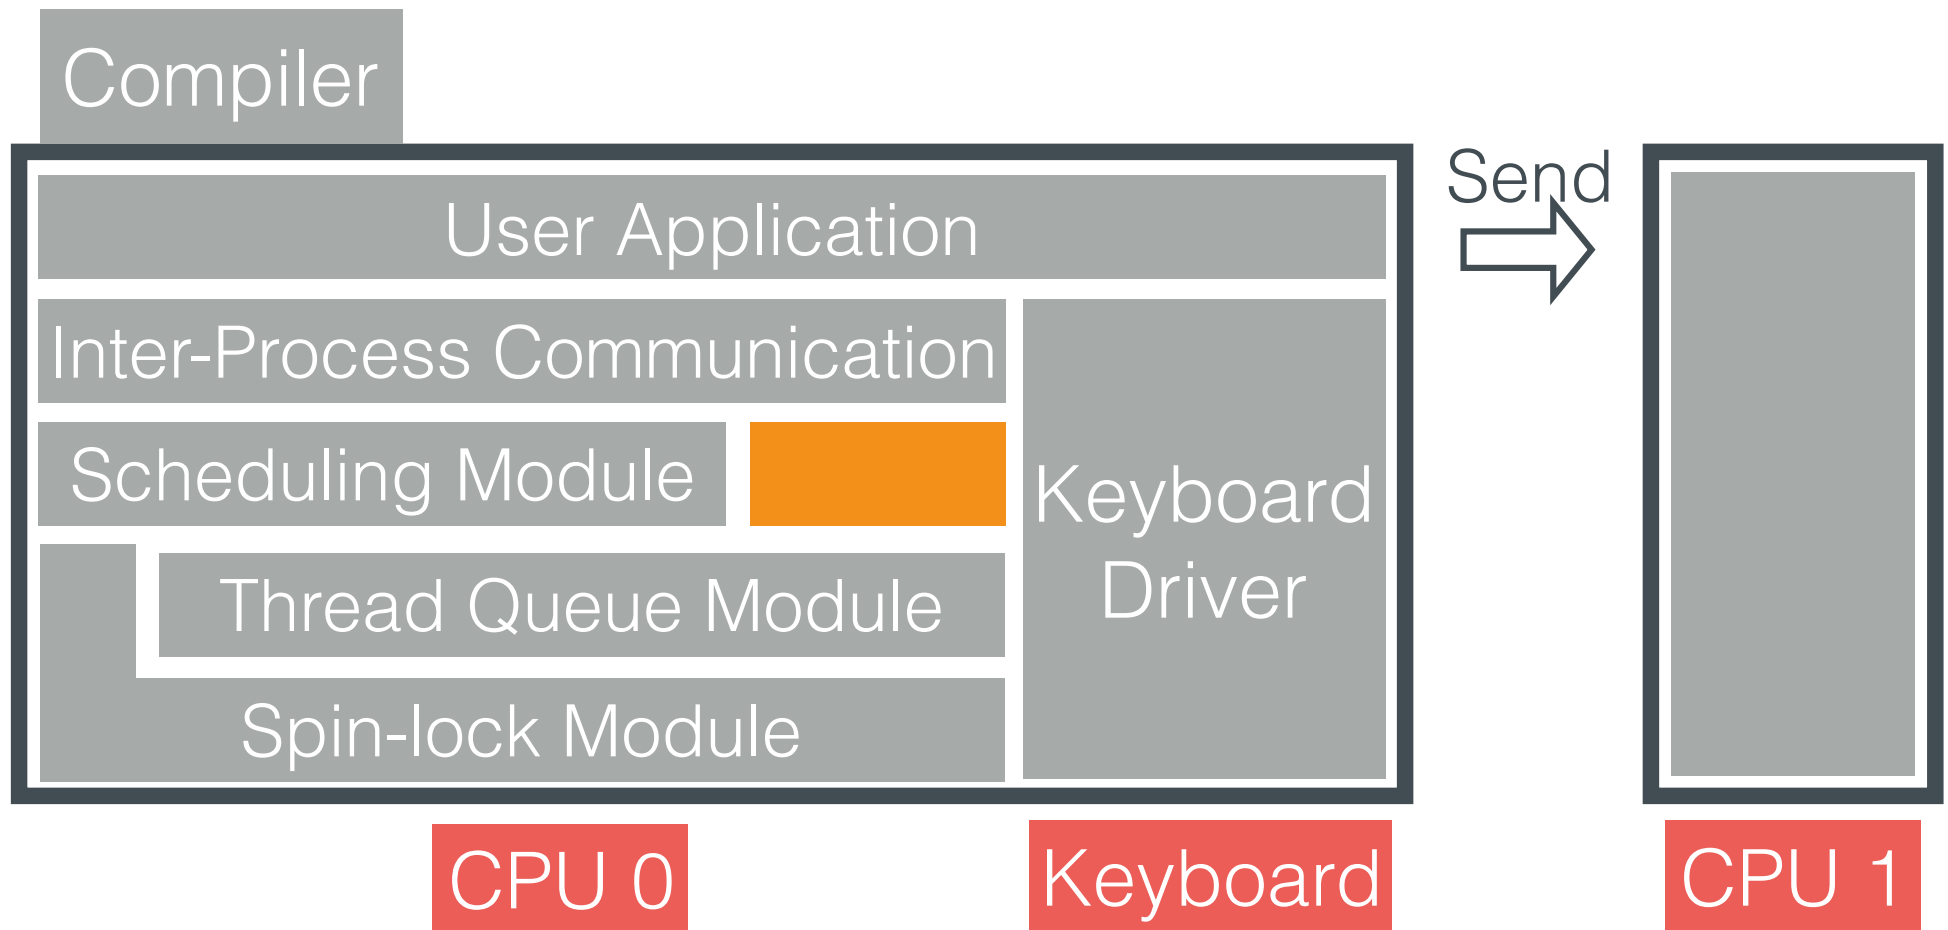 Compiler
Send
User Application
Inter-Process Communication
Scheduling Module
Keyboard
Driver
Thread Queue Module
Spin-lock Module
CPU 0
Keyboard
CPU 1